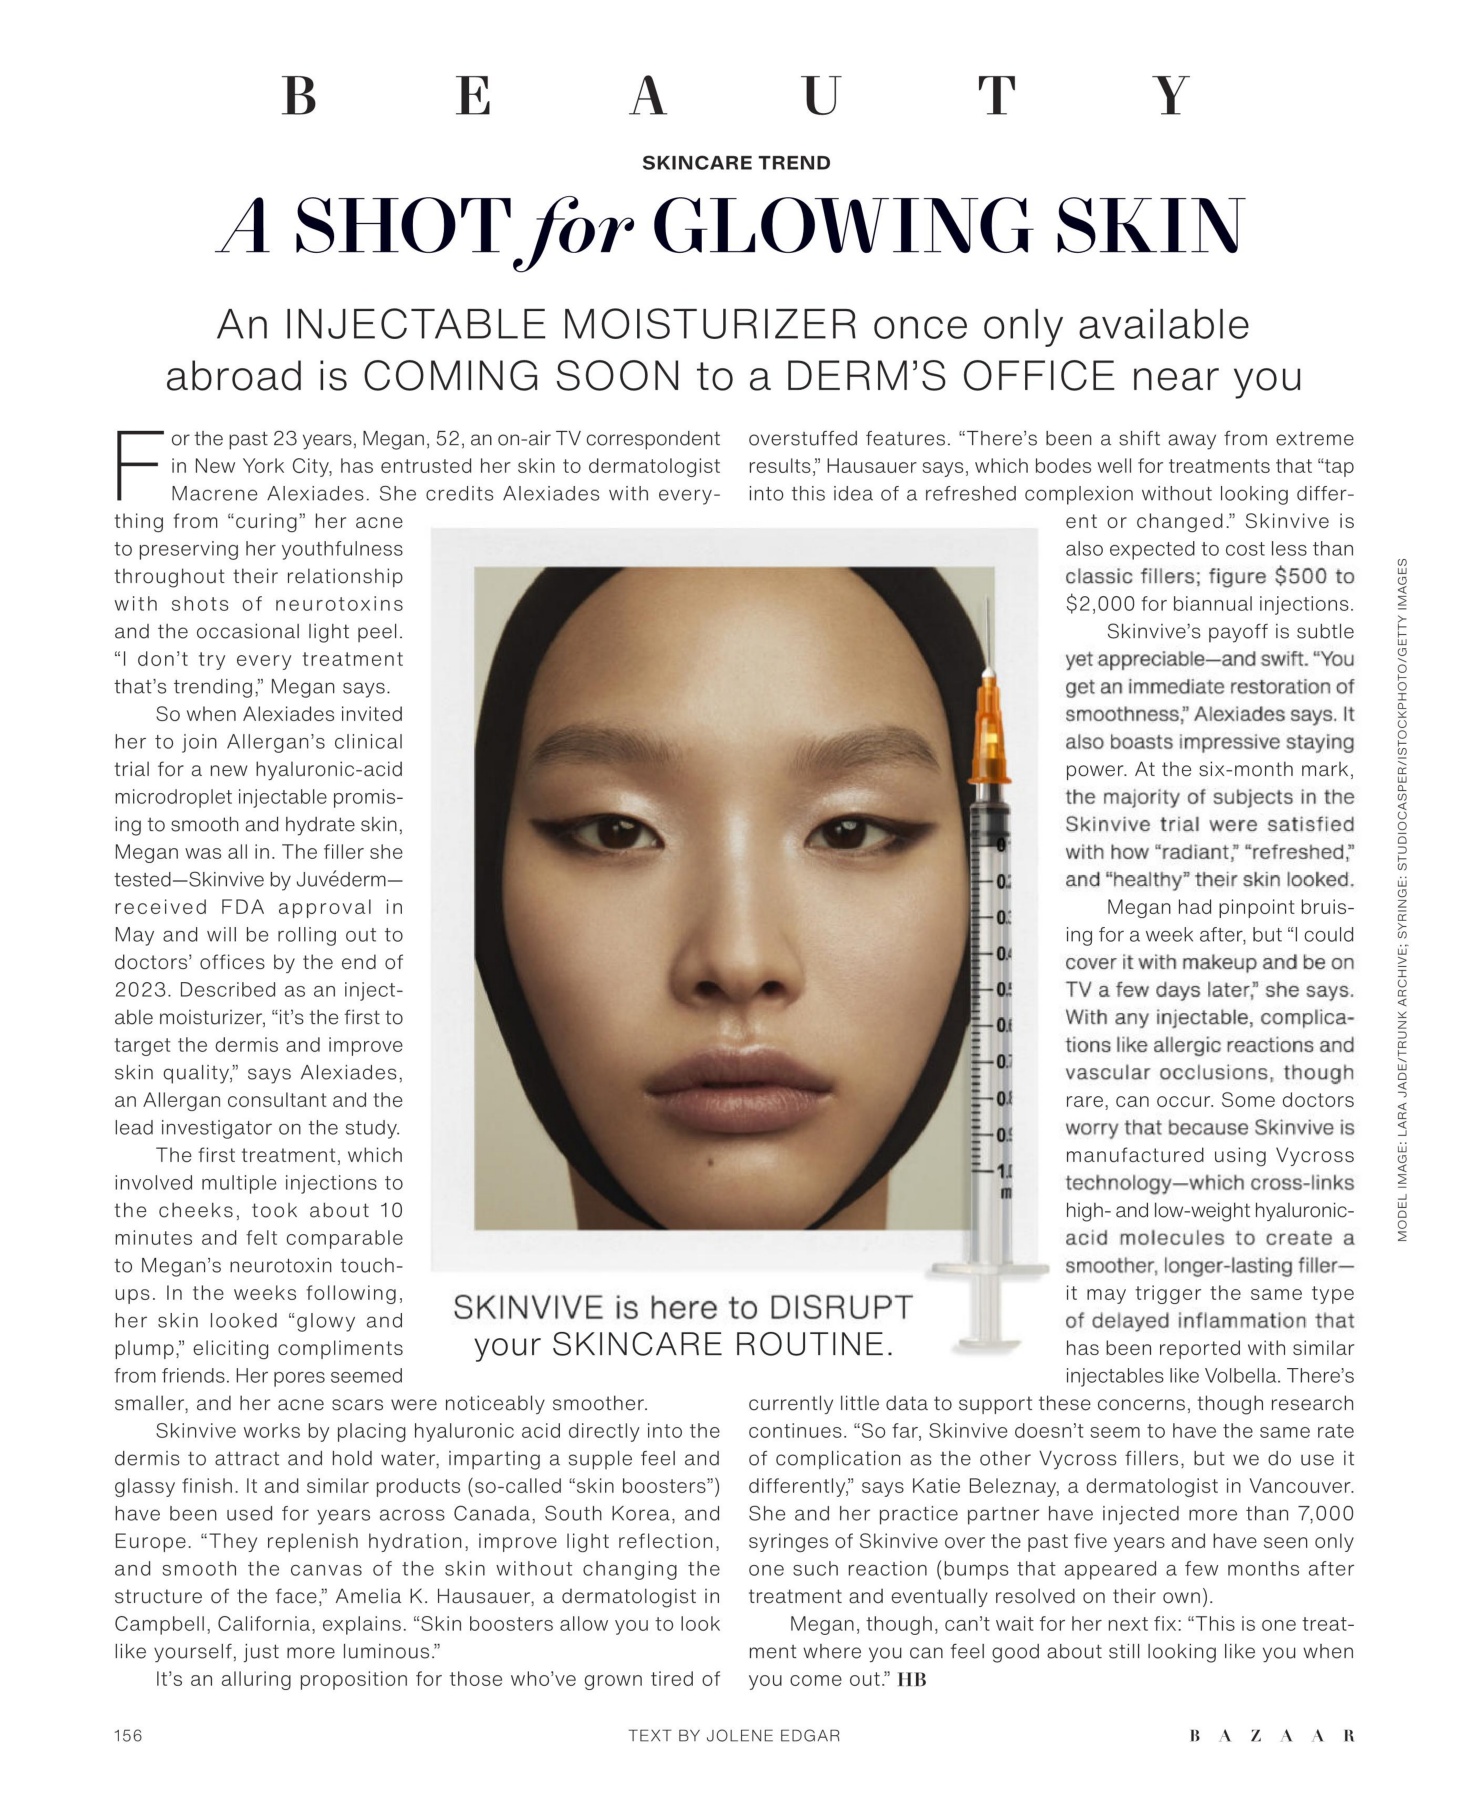 BEAUTY
SKINCARE TREND
A SHOT for GLOWING SKIN
An INJECTABLE MOISTURIZER once only available
abroad is COMING SOON to a DERM'S OFFICE near you
For the past 23 years, Megan, 52, an on-air TV correspondent
in New York City, has entrusted her skin to dermatologist
Macrene Alexiades. She credits Alexiades with every-
thing from “curing” her acne
to preserving her youthfulness
throughout their relationship
with shots of neurotoxins
and the occasional light peel.
“I don't try every treatment
that's trending,” Megan says.
So when Alexiades invited
her to join Allergan's clinical
trial for a new hyaluronic-acid
microdroplet injectable promis-
ing to smooth and hydrate skin,
Megan was all in. The filler she
tested—Skinvive by Juvéderm—
received FDA approval in
May and will be rolling out to
doctors' offices by the end of
2023. Described as an inject-
able moisturizer, “it's the first to
target the dermis and improve
skin quality,” says Alexiades,
an Allergan consultant and the
lead investigator on the study.
The first treatment, which
involved multiple injections to
the cheeks, took about 10
minutes and felt comparable
to Megan's neurotoxin touch-
ups. In the weeks following,
her skin looked “glowy and
plump,” eliciting compliments
from friends. Her pores seemed
smaller, and her acne scars were noticeably smoother.
Skinvive works by placing hyaluronic acid directly into the
dermis to attract and hold water, imparting a supple feel and
glassy finish. It and similar products (so-called “skin boosters”)
have been used for years across Canada, South Korea, and
Europe. “They replenish hydration, improve light reflection,
and smooth the canvas of the skin without changing the
structure of the face,” Amelia K. Hausauer, a dermatologist in
Campbell, California, explains. “Skin boosters allow you to look
like yourself, just more luminous.”
It's an alluring proposition for those who've grown tired of
overstuffed features. “There's been a shift away from extreme
results,” Hausauer says, which bodes well for treatments that “tap
into this idea of a refreshed complexion without looking differ-
ent or changed.” Skinvive is
also expected to cost less than
classic fillers; figure $500 to
$2,000 for biannual injections.
Skinvive's payoff is subtle
yet appreciable—and swift. “You
get an immediate restoration of
smoothness,” Alexiades says. It
also boasts impressive staying
power. At the six-month mark,
the majority of subjects in the
Skinvive trial were satisfied
with how “radiant,” “refreshed,”
and “healthy” their skin looked.
Megan had pinpoint bruis-
ing for a week after, but “I could
cover it with makeup and be on
TV a few days later,” she says.
With any injectable, complica-
tions like allergic reactions and
vascular occlusions, though
rare, can occur. Some doctors
worry that because Skinvive is
manufactured using Vycross
technology—which cross-links
high- and low-weight hyaluronic-
acid molecules to create a
smoother, longer-lasting filler—
it may trigger the same type
of delayed inflammation that
has been reported with similar
injectables like Volbella. There's
currently little data to support these concerns, though research
continues. “So far, Skinvive doesn't seem to have the same rate
of complication as the other Vycross fillers, but we do use it
differently,” says Katie Beleznay, a dermatologist in Vancouver.
She and her practice partner have injected more than 7,000
syringes of Skinvive over the past five years and have seen only
one such reaction (bumps that appeared a few months after
treatment and eventually resolved on their own).
Megan, though, can't wait for her next fix: “This is one treat-
ment where you can feel good about still looking like you when
you come out.” HB
SKINVIVE is here to DISRUPT
your SKINCARE ROUTINE.
MODEL IMAGE: LARA JADE/TRUNK ARCHIVE; SYRINGE: STUDIOCASPER/ISTOCKPHOTO/GETTY IMAGES
156
TEXT BY JOLENE EDGAR
BAZAAR